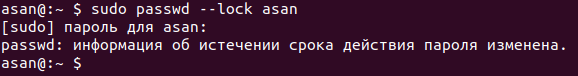 asan@:~ $ sudo passwd --lock asan
[sudo] пароль для asan:
passwd: информация об истечении срока действия пароля изменена.
asan@:~ $